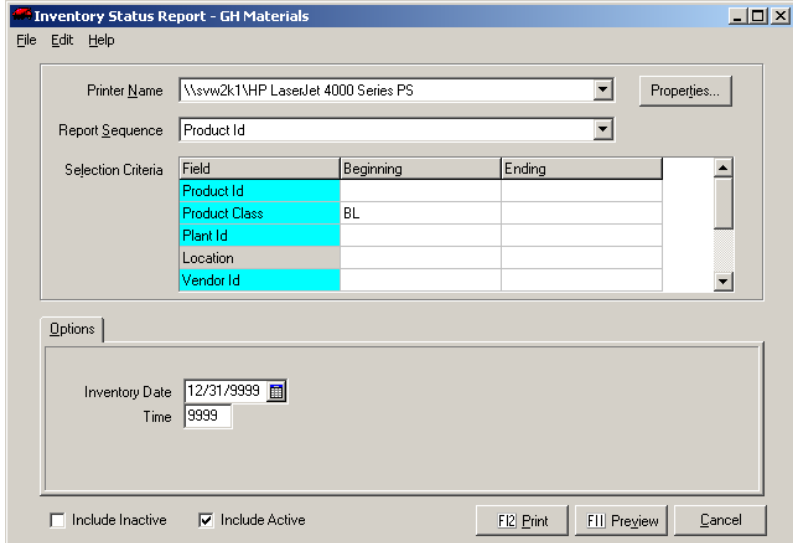 Inventory Status Report - GH Materials
File Edit Help
Printer Name \\svw2k1\HP LaserJet 4000 Series PS Properties...
Report Sequence Product Id
Selection Criteria Field Beginning Ending
Product Id
Product Class BL
Plant Id
Location
Vendor Id
Options
Inventory Date 12/31/9999
Time 9999
Include Inactive Include Active F12 Print F11 Preview Cancel